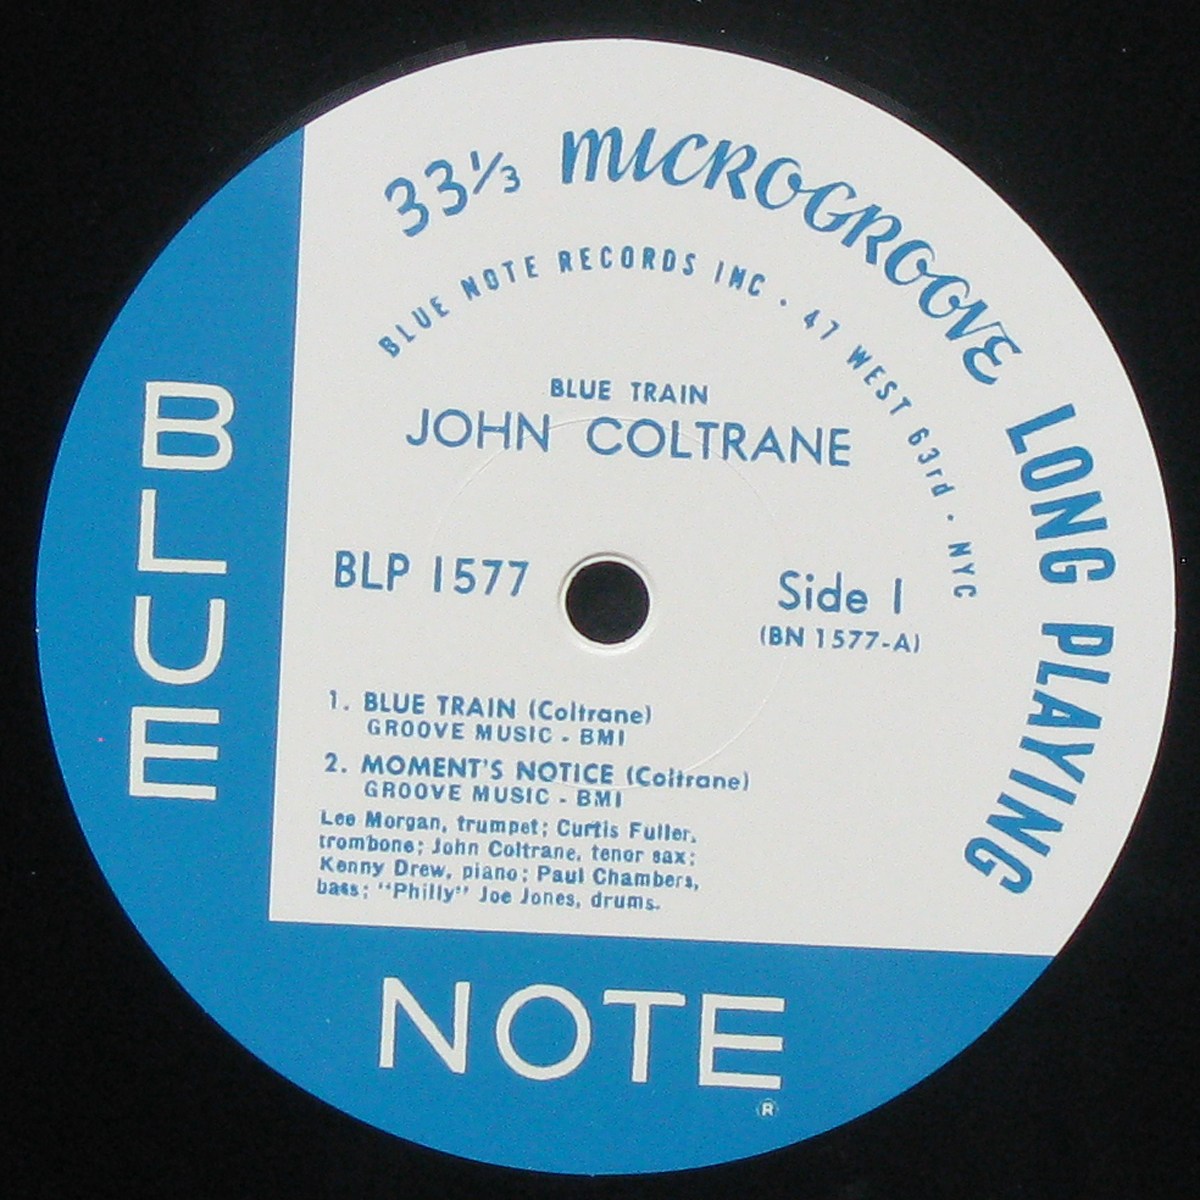 33⅓ MICROGROOVE LONG PLAYING
BLUE NOTE RECORDS INC · 47 WEST 63rd · NYC
BLUE TRAIN
JOHN COLTRANE
BLP 1577
Side 1
(BN 1577-A)
1. BLUE TRAIN (Coltrane)
GROOVE MUSIC - BMI
2. MOMENT'S NOTICE (Coltrane)
GROOVE MUSIC - BMI
Lee Morgan, trumpet; Curtis Fuller,
trombone; John Coltrane, tenor sax;
Kenny Drew, piano; Paul Chambers,
bass; "Philly" Joe Jones, drums.
BLUE
NOTE
®